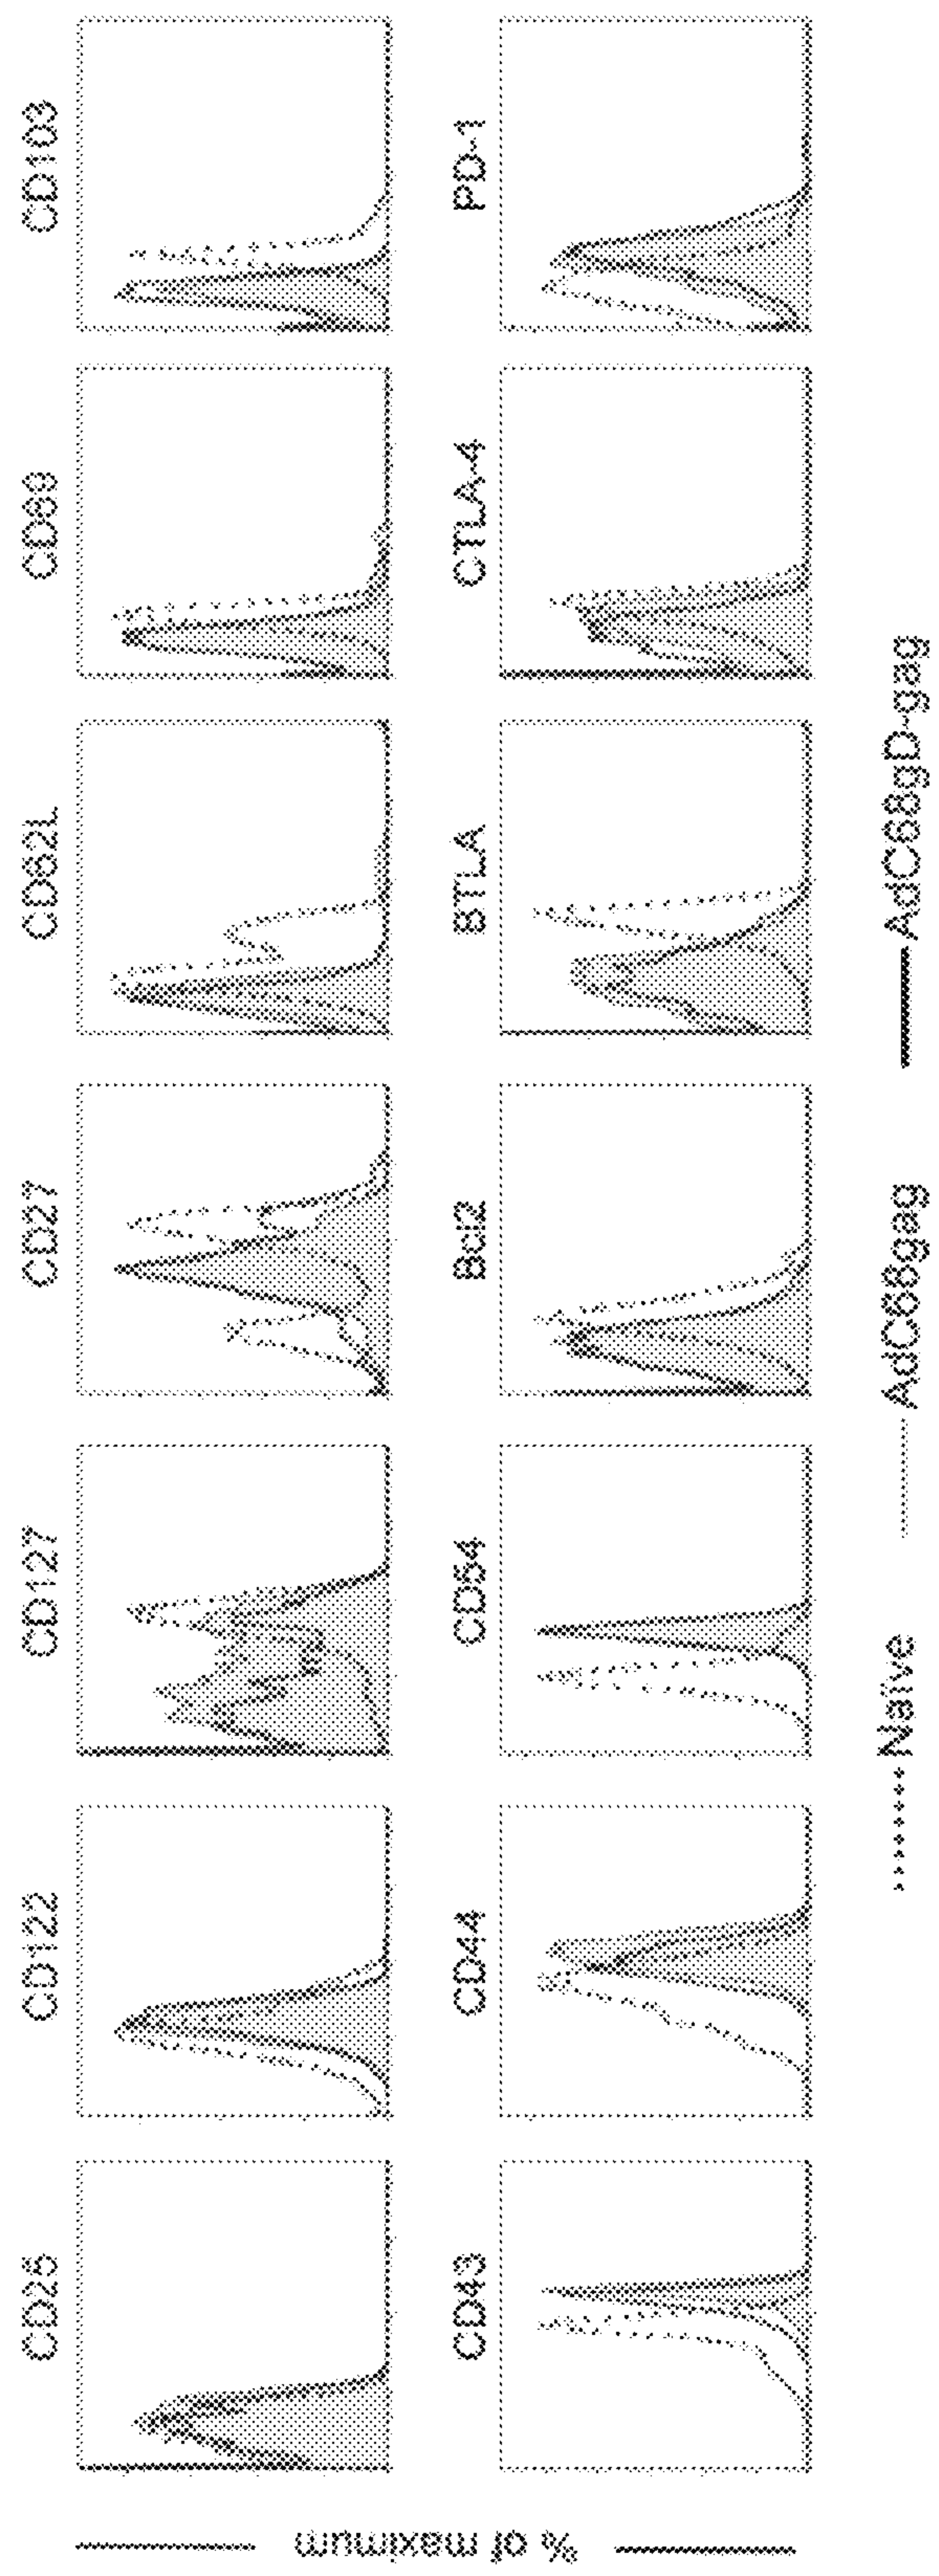 CD25 CD122 CD127 CD27 CD62L CD69 CD103
CD43 CD44 CD54 Bcl2 BTLA CTLA-4 PD-1
% of maximum
Naïve AdC68gag AdC68gD-gag